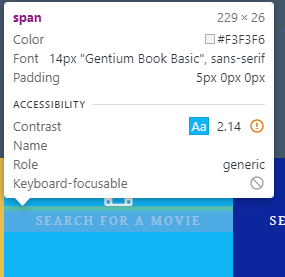 span 229 × 26
Color #F3F3F6
Font 14px "Gentium Book Basic", sans-serif
Padding 5px 0px 0px
ACCESSIBILITY
Contrast Aa 2.14
Name
Role generic
Keyboard-focusable
SEARCH FOR A MOVIE SE